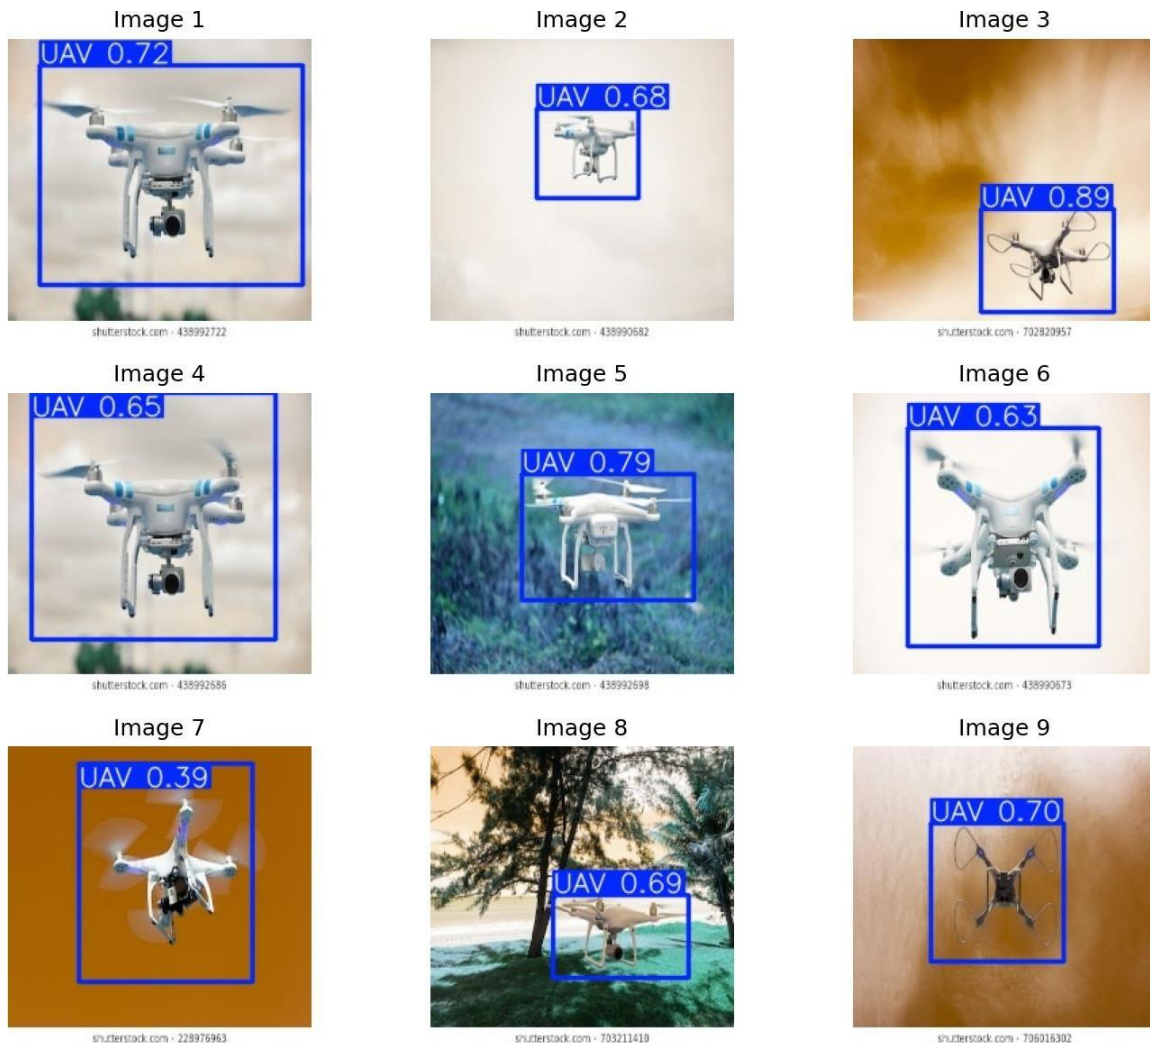 Image 1
Image 2
Image 3
UAV 0.72
UAV 0.68
UAV 0.89
shutterstock.com · 438992722
shutterstock.com · 438990682
shutterstock.com · 702820957
Image 4
Image 5
Image 6
UAV 0.65
UAV 0.79
UAV 0.63
shutterstock.com · 438992686
shutterstock.com · 438992698
shutterstock.com · 438990673
Image 7
Image 8
Image 9
UAV 0.39
UAV 0.69
UAV 0.70
shutterstock.com · 228976963
shutterstock.com · 703211410
shutterstock.com · 706016302